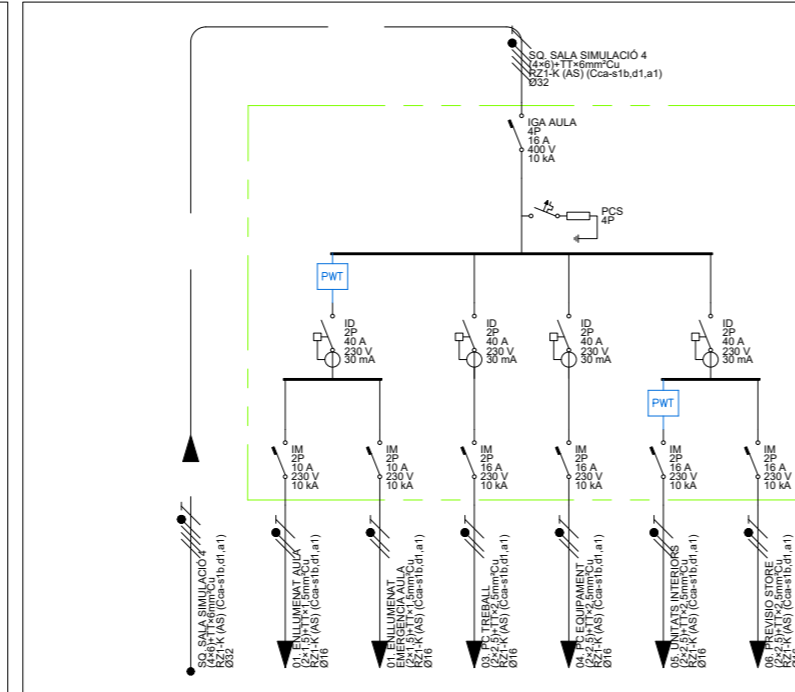 SQ. SALA SIMULACIÓ 4
(4×6)+TT×6mm²Cu
RZ1-K (AS) (Cca-s1b,d1,a1)
Ø32
IGA AULA
4P
16 A
400 V
10 kA
PCS
4P
PWT
ID
2P
40 A
230 V
30 mA
ID
2P
40 A
230 V
30 mA
ID
2P
40 A
230 V
30 mA
ID
2P
40 A
230 V
30 mA
PWT
IM
2P
10 A
230 V
10 kA
IM
2P
10 A
230 V
10 kA
IM
2P
16 A
230 V
10 kA
IM
2P
16 A
230 V
10 kA
IM
2P
16 A
230 V
10 kA
IM
2P
16 A
230 V
10 kA
SQ. SALA SIMULACIÓ 4
(4×6)+TT×6mm²Cu
RZ1-K (AS) (Cca-s1b,d1,a1)
Ø32
01. ENLLUMENAT AULA
(2×1,5)+TT×1,5mm²Cu
RZ1-K (AS) (Cca-s1b,d1,a1)
Ø16
01. ENLLUMENAT
EMERGENCIA AULA
(2×1,5)+TT×1,5mm²Cu
RZ1-K (AS) (Cca-s1b,d1,a1)
Ø16
03. PC TREBALL
(2×2,5)+TT×2,5mm²Cu
RZ1-K (AS) (Cca-s1b,d1,a1)
Ø16
04. PC EQUIPAMENT
(2×2,5)+TT×2,5mm²Cu
RZ1-K (AS) (Cca-s1b,d1,a1)
Ø16
05. UNITATS INTERIORS
(2×2,5)+TT×2,5mm²Cu
RZ1-K (AS) (Cca-s1b,d1,a1)
Ø16
06. PREVISIO STORE
(2×2,5)+TT×2,5mm²Cu
RZ1-K (AS) (Cca-s1b,d1,a1)